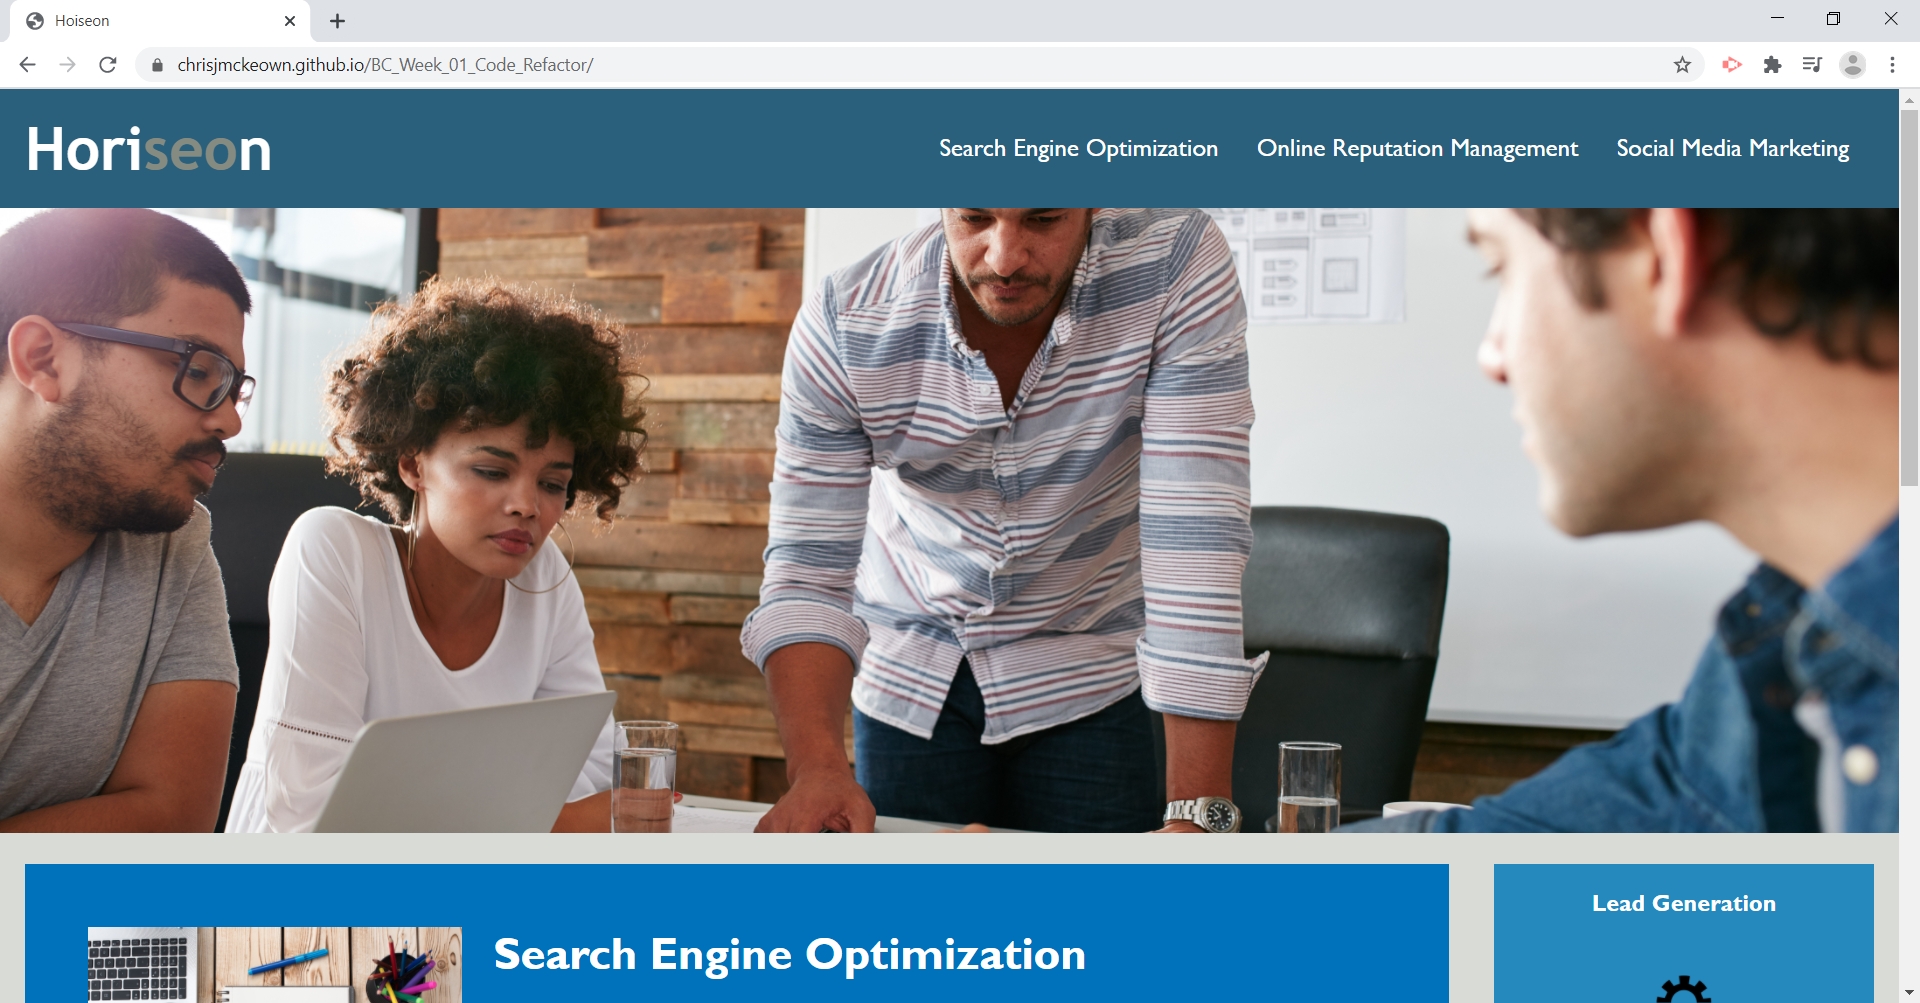 Hoiseon
chrisjmckeown.github.io/BC_Week_01_Code_Refactor/
Horiseon
Search Engine Optimization Online Reputation Management Social Media Marketing
Search Engine Optimization
Lead Generation